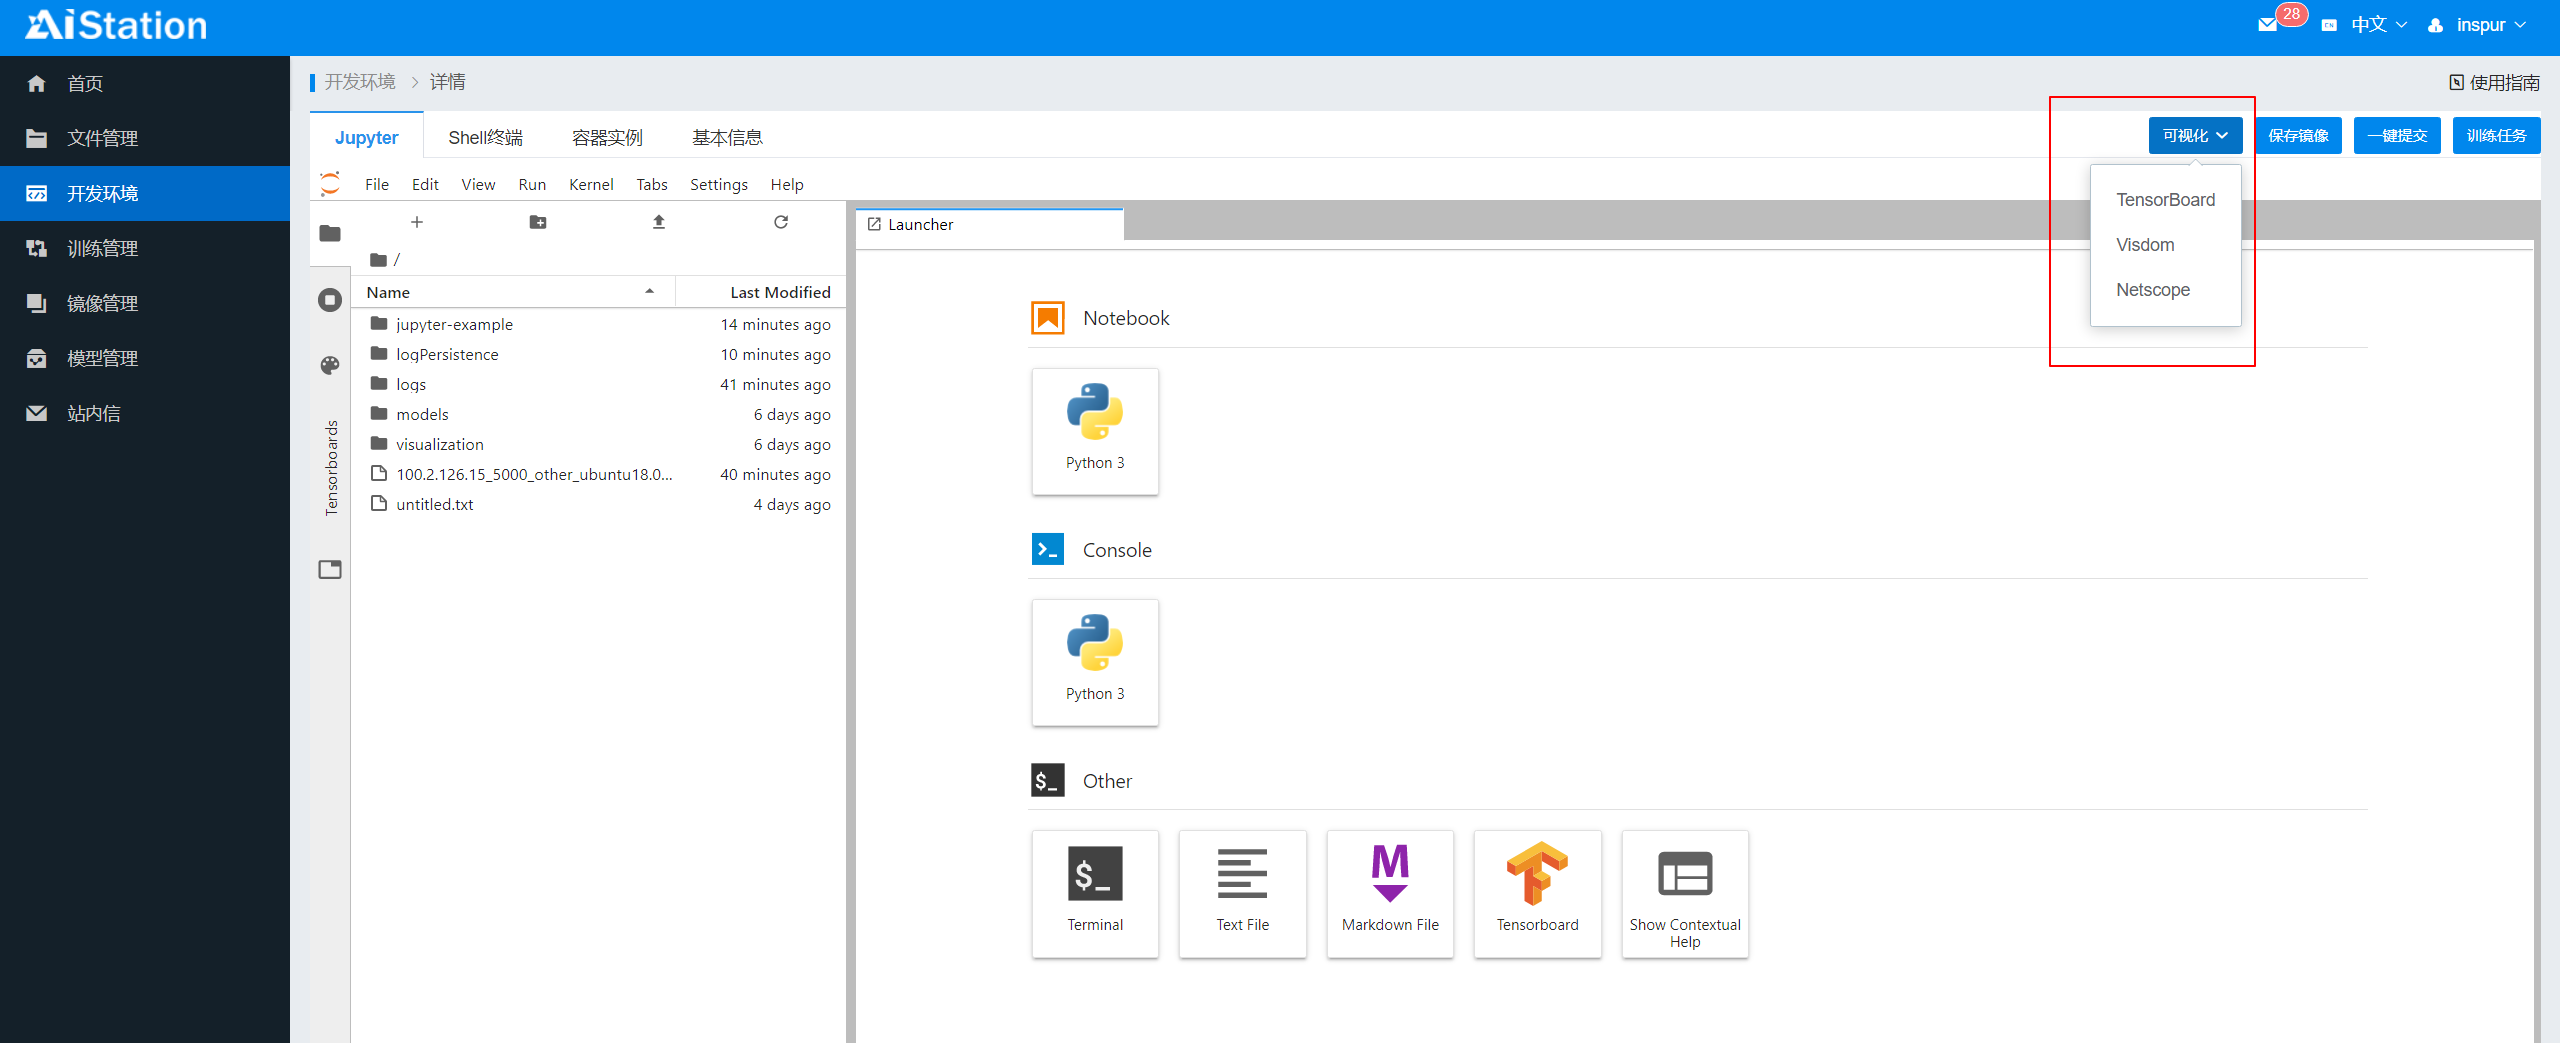 AiStation
28
CN
中文
inspur
首页
文件管理
开发环境
训练管理
镜像管理
模型管理
站内信
开发环境 > 详情
使用指南
Jupyter
Shell终端
容器实例
基本信息
可视化
保存镜像
一键提交
训练任务
TensorBoard
Visdom
Netscope
File
Edit
View
Run
Kernel
Tabs
Settings
Help
Tensorboards
/
Name
Last Modified
jupyter-example
14 minutes ago
logPersistence
10 minutes ago
logs
41 minutes ago
models
6 days ago
visualization
6 days ago
100.2.126.15_5000_other_ubuntu18.0...
40 minutes ago
untitled.txt
4 days ago
Launcher
Notebook
Python 3
Console
Python 3
$_
Other
$_
Terminal
Text File
M
Markdown File
Tensorboard
Show Contextual
Help